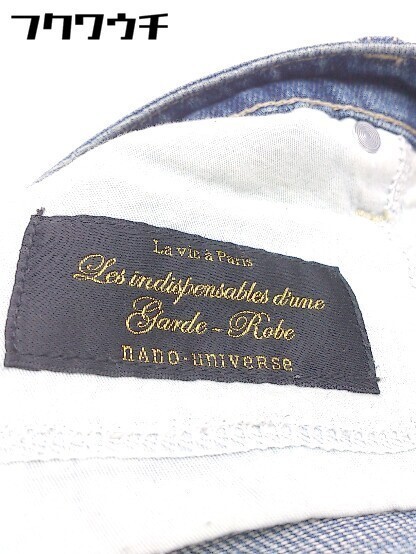 フクワウチ
La vie à Paris
Les indispensables d'une
Garde-Robe
nano·universe